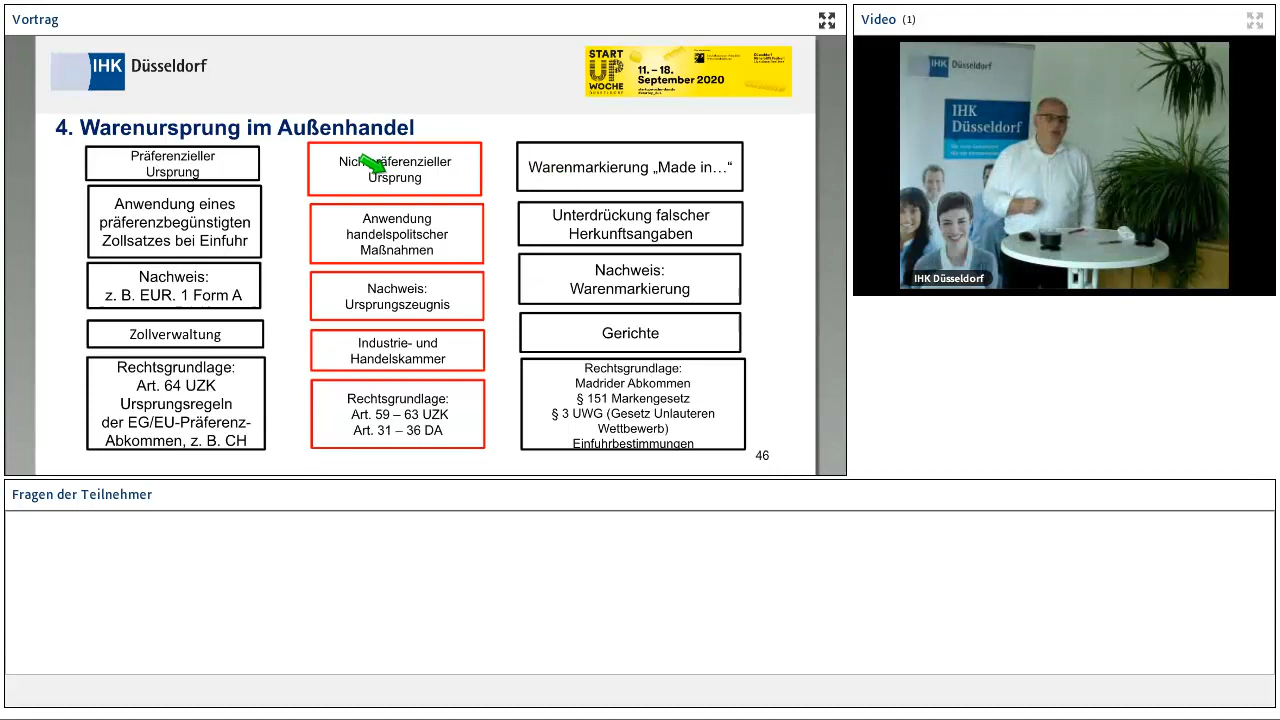 Vortrag
IHK Düsseldorf
START
UP
WOCHE
DÜSSELDORF
11. – 18.
September 2020
4. Warenursprung im Außenhandel
Präferenzieller
Ursprung
Anwendung eines
präferenzbegünstigten
Zollsatzes bei Einfuhr
Nachweis:
z. B. EUR. 1 Form A
Zollverwaltung
Rechtsgrundlage:
Art. 64 UZK
Ursprungsregeln
der EG/EU-Präferenz-
Abkommen, z. B. CH
Ursprung
Anwendung
handelspolitscher
Maßnahmen
Nachweis:
Ursprungszeugnis
Industrie- und
Handelskammer
Rechtsgrundlage:
Art. 59 – 63 UZK
Art. 31 – 36 DA
Warenmarkierung „Made in…“
Unterdrückung falscher
Herkunftsangaben
Nachweis:
Warenmarkierung
Gerichte
Rechtsgrundlage:
Madrider Abkommen
§ 151 Markengesetz
§ 3 UWG (Gesetz Unlauteren
Wettbewerb)
Einfuhrbestimmungen
46
Video (1)
IHK Düsseldorf
IHK
Düsseldorf
IHK Düsseldorf
Fragen der Teilnehmer